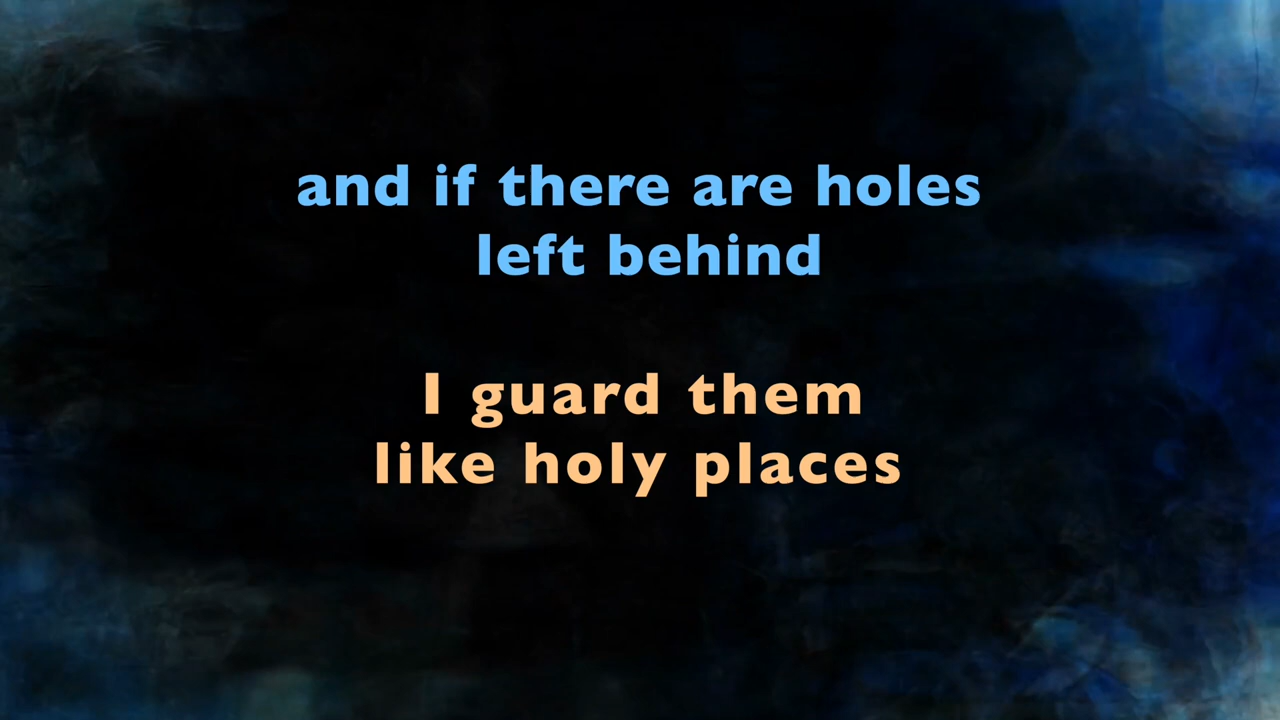 and if there are holes
left behind
I guard them
like holy places